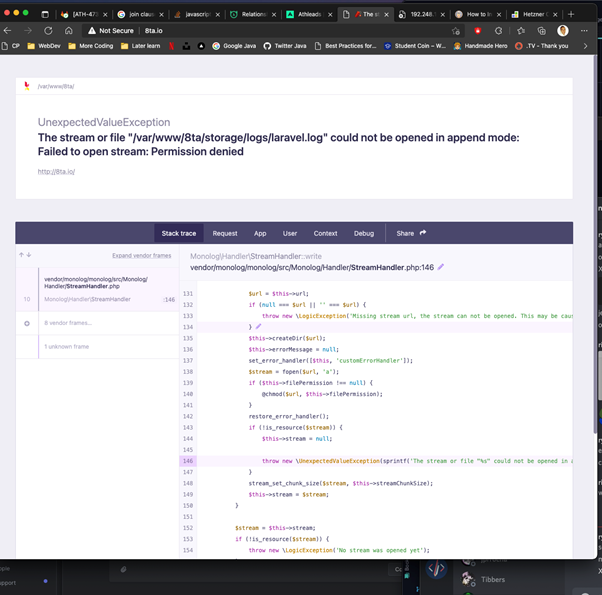 [ATH-473
join clau
javascript
Relations
Athleads
The s
192.248.
How to In
Hetzner C
Not Secure
8ta.io
CP
WebDev
More Coding
Later learn
Google Java
Twitter Java
Best Practices for...
Student Coin – W...
Handmade Hero
.TV - Thank you
/var/www/8ta/
UnexpectedValueException
The stream or file "/var/www/8ta/storage/logs/laravel.log" could not be opened in append mode:
Failed to open stream: Permission denied
http://8ta.io/
Stack trace
Request
App
User
Context
Debug
Share
Expand vendor frames
vendor/monolog/monolog/src/Monolog/
Handler/StreamHandler.php
10 Monolog\Handler\StreamHandler :146
9 vendor frames…
1 unknown frame
Monolog\Handler\StreamHandler::write
vendor/monolog/monolog/src/Monolog/Handler/StreamHandler.php:146
131 $url = $this->url;
132 if (null === $url || '' === $url) {
133 throw new \LogicException('Missing stream url, the stream can not be opened. This may be cau
134 }
135 $this->createDir($url);
136 $this->errorMessage = null;
137 set_error_handler([$this, 'customErrorHandler']);
138 $stream = fopen($url, 'a');
139 if ($this->filePermission !== null) {
140 @chmod($url, $this->filePermission);
141 }
142 restore_error_handler();
143 if (!is_resource($stream)) {
144 $this->stream = null;
145
146 throw new \UnexpectedValueException(sprintf('The stream or file "%s" could not be opened in a
147 }
148 stream_set_chunk_size($stream, $this->streamChunkSize);
149 $this->stream = $stream;
150 }
151
152 $stream = $this->stream;
153 if (!is_resource($stream)) {
154 throw new \LogicException('No stream was opened yet');
Co
pport
Tibbers